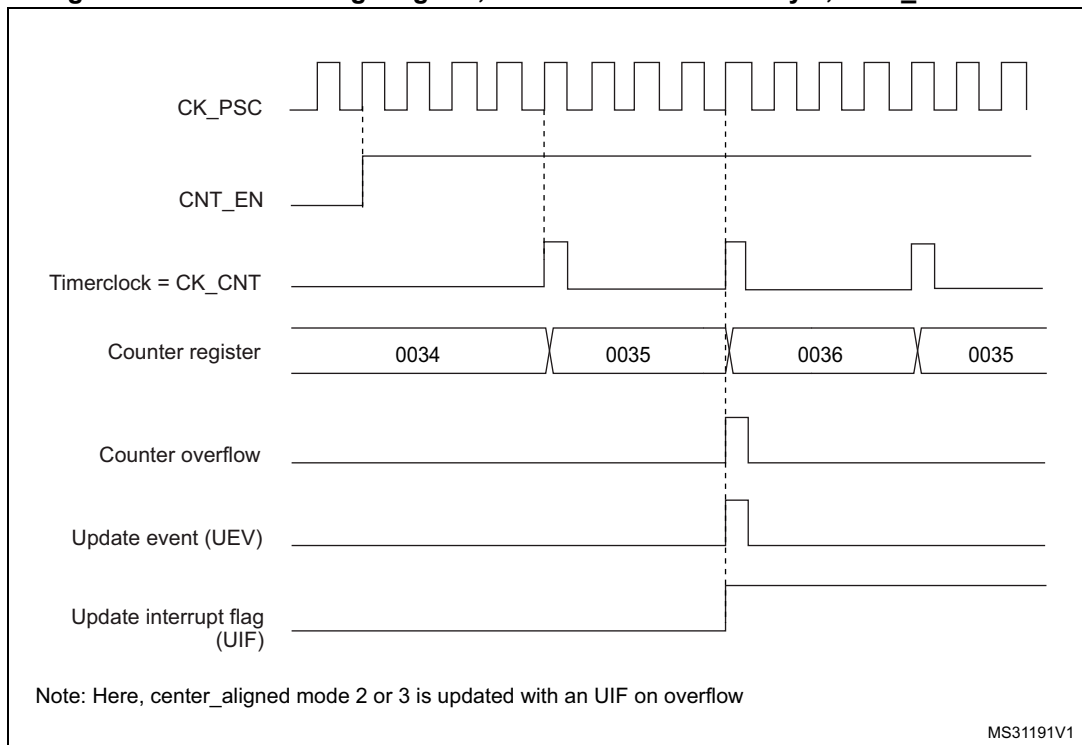 CK_PSC
CNT_EN
Timerclock = CK_CNT
Counter register
0034
0035
0036
0035
Counter overflow
Update event (UEV)
Update interrupt flag
(UIF)
Note: Here, center_aligned mode 2 or 3 is updated with an UIF on overflow
MS31191V1